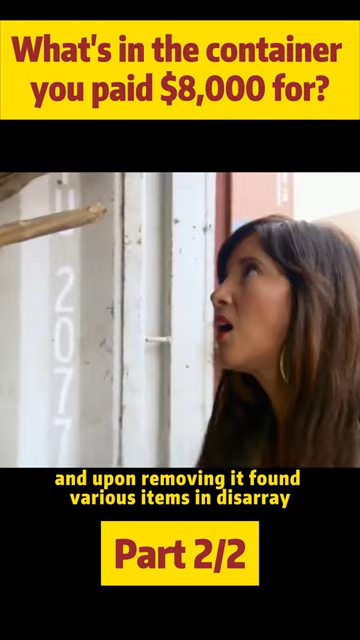 What's in the container
you paid $8,000 for?
2077
and upon removing it found
various items in disarray
Part 2/2